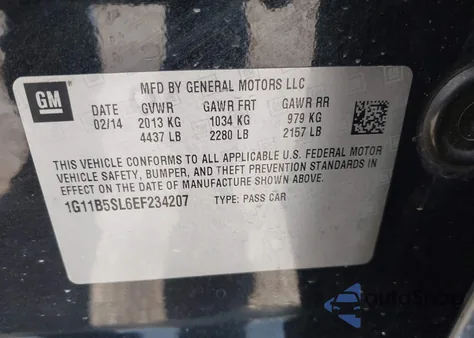 GM
MFD BY GENERAL MOTORS LLC
DATE GVWR GAWR FRT GAWR RR
02/14 2013 KG 1034 KG 979 KG
4437 LB 2280 LB 2157 LB
THIS VEHICLE CONFORMS TO ALL APPLICABLE U.S. FEDERAL MOTOR
VEHICLE SAFETY, BUMPER, AND THEFT PREVENTION STANDARDS IN
EFFECT ON THE DATE OF MANUFACTURE SHOWN ABOVE.
1G11B5SL6EF234207 TYPE: PASS CAR